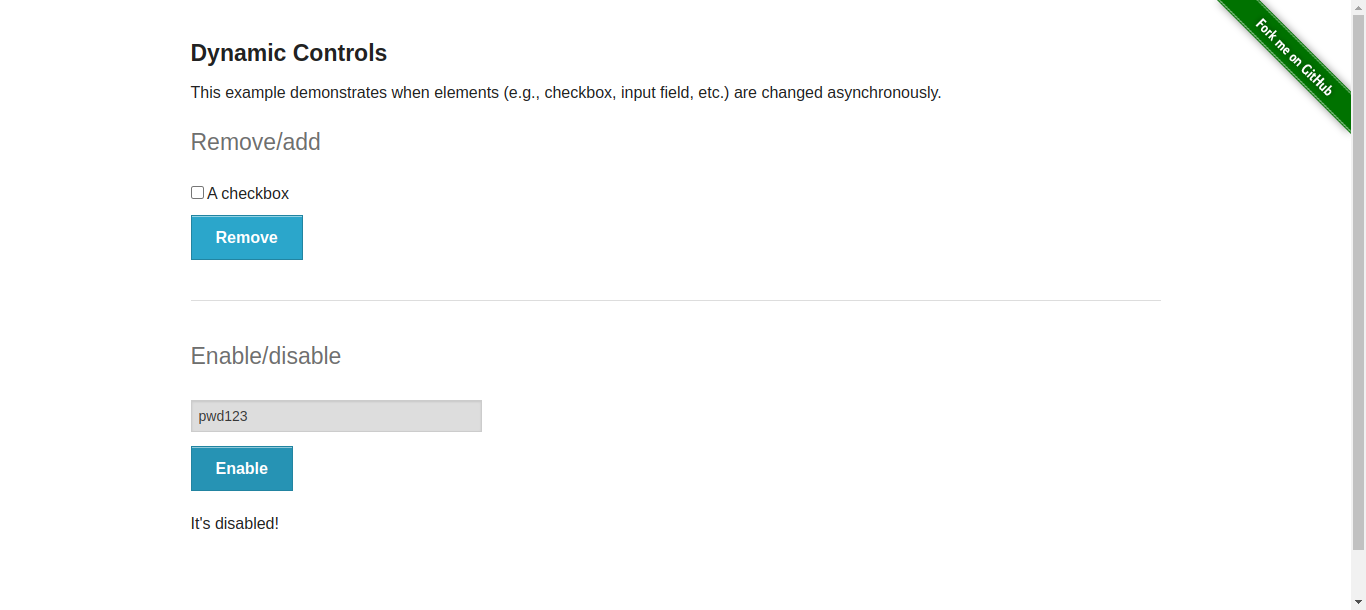 Fork me on GitHub
Dynamic Controls
This example demonstrates when elements (e.g., checkbox, input field, etc.) are changed asynchronously.
Remove/add
A checkbox
Remove
Enable/disable
pwd123
Enable
It's disabled!